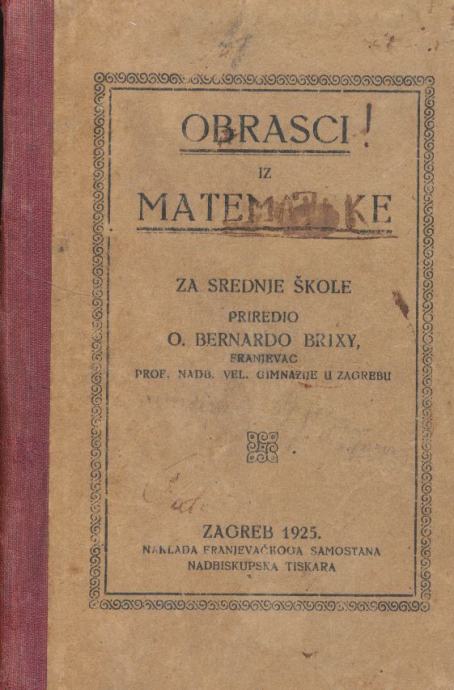 OBRASCI!
IZ
MATEMATIKE
ZA SREDNJE ŠKOLE
PRIREDIO
O. BERNARDO BRIXY,
FRANJEVAC
PROF. NADB. VEL. GIMNAZIJE U ZAGREBU
ZAGREB 1925.
NAKLADA FRANJEVAČKOGA SAMOSTANA
NADBISKUPSKA TISKARA